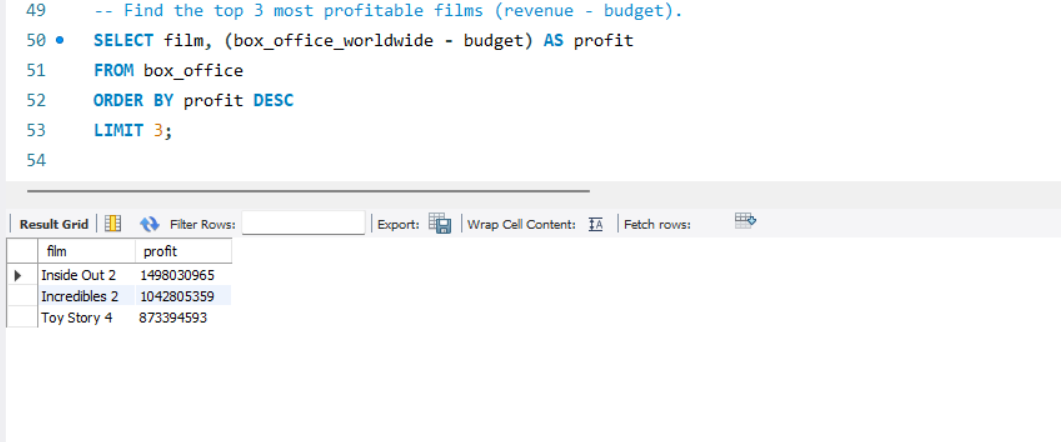 49 -- Find the top 3 most profitable films (revenue - budget).
50 SELECT film, (box_office_worldwide - budget) AS profit
51 FROM box_office
52 ORDER BY profit DESC
53 LIMIT 3;
54
Result Grid Filter Rows: Export: Wrap Cell Content: IA Fetch rows:
film profit
Inside Out 2 1498030965
Incredibles 2 1042805359
Toy Story 4 873394593